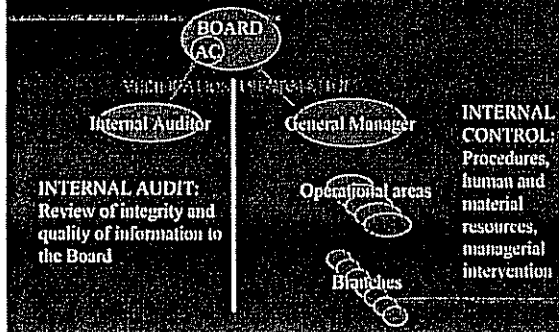 BOARD
AC
INFORMATION
Internal Auditor
General Manager
INTERNAL
CONTROL:
Procedures,
human and
material
resources,
managerial
intervention
INTERNAL AUDIT:
Review of integrity and
quality of information to
the Board
Operational areas
Branches